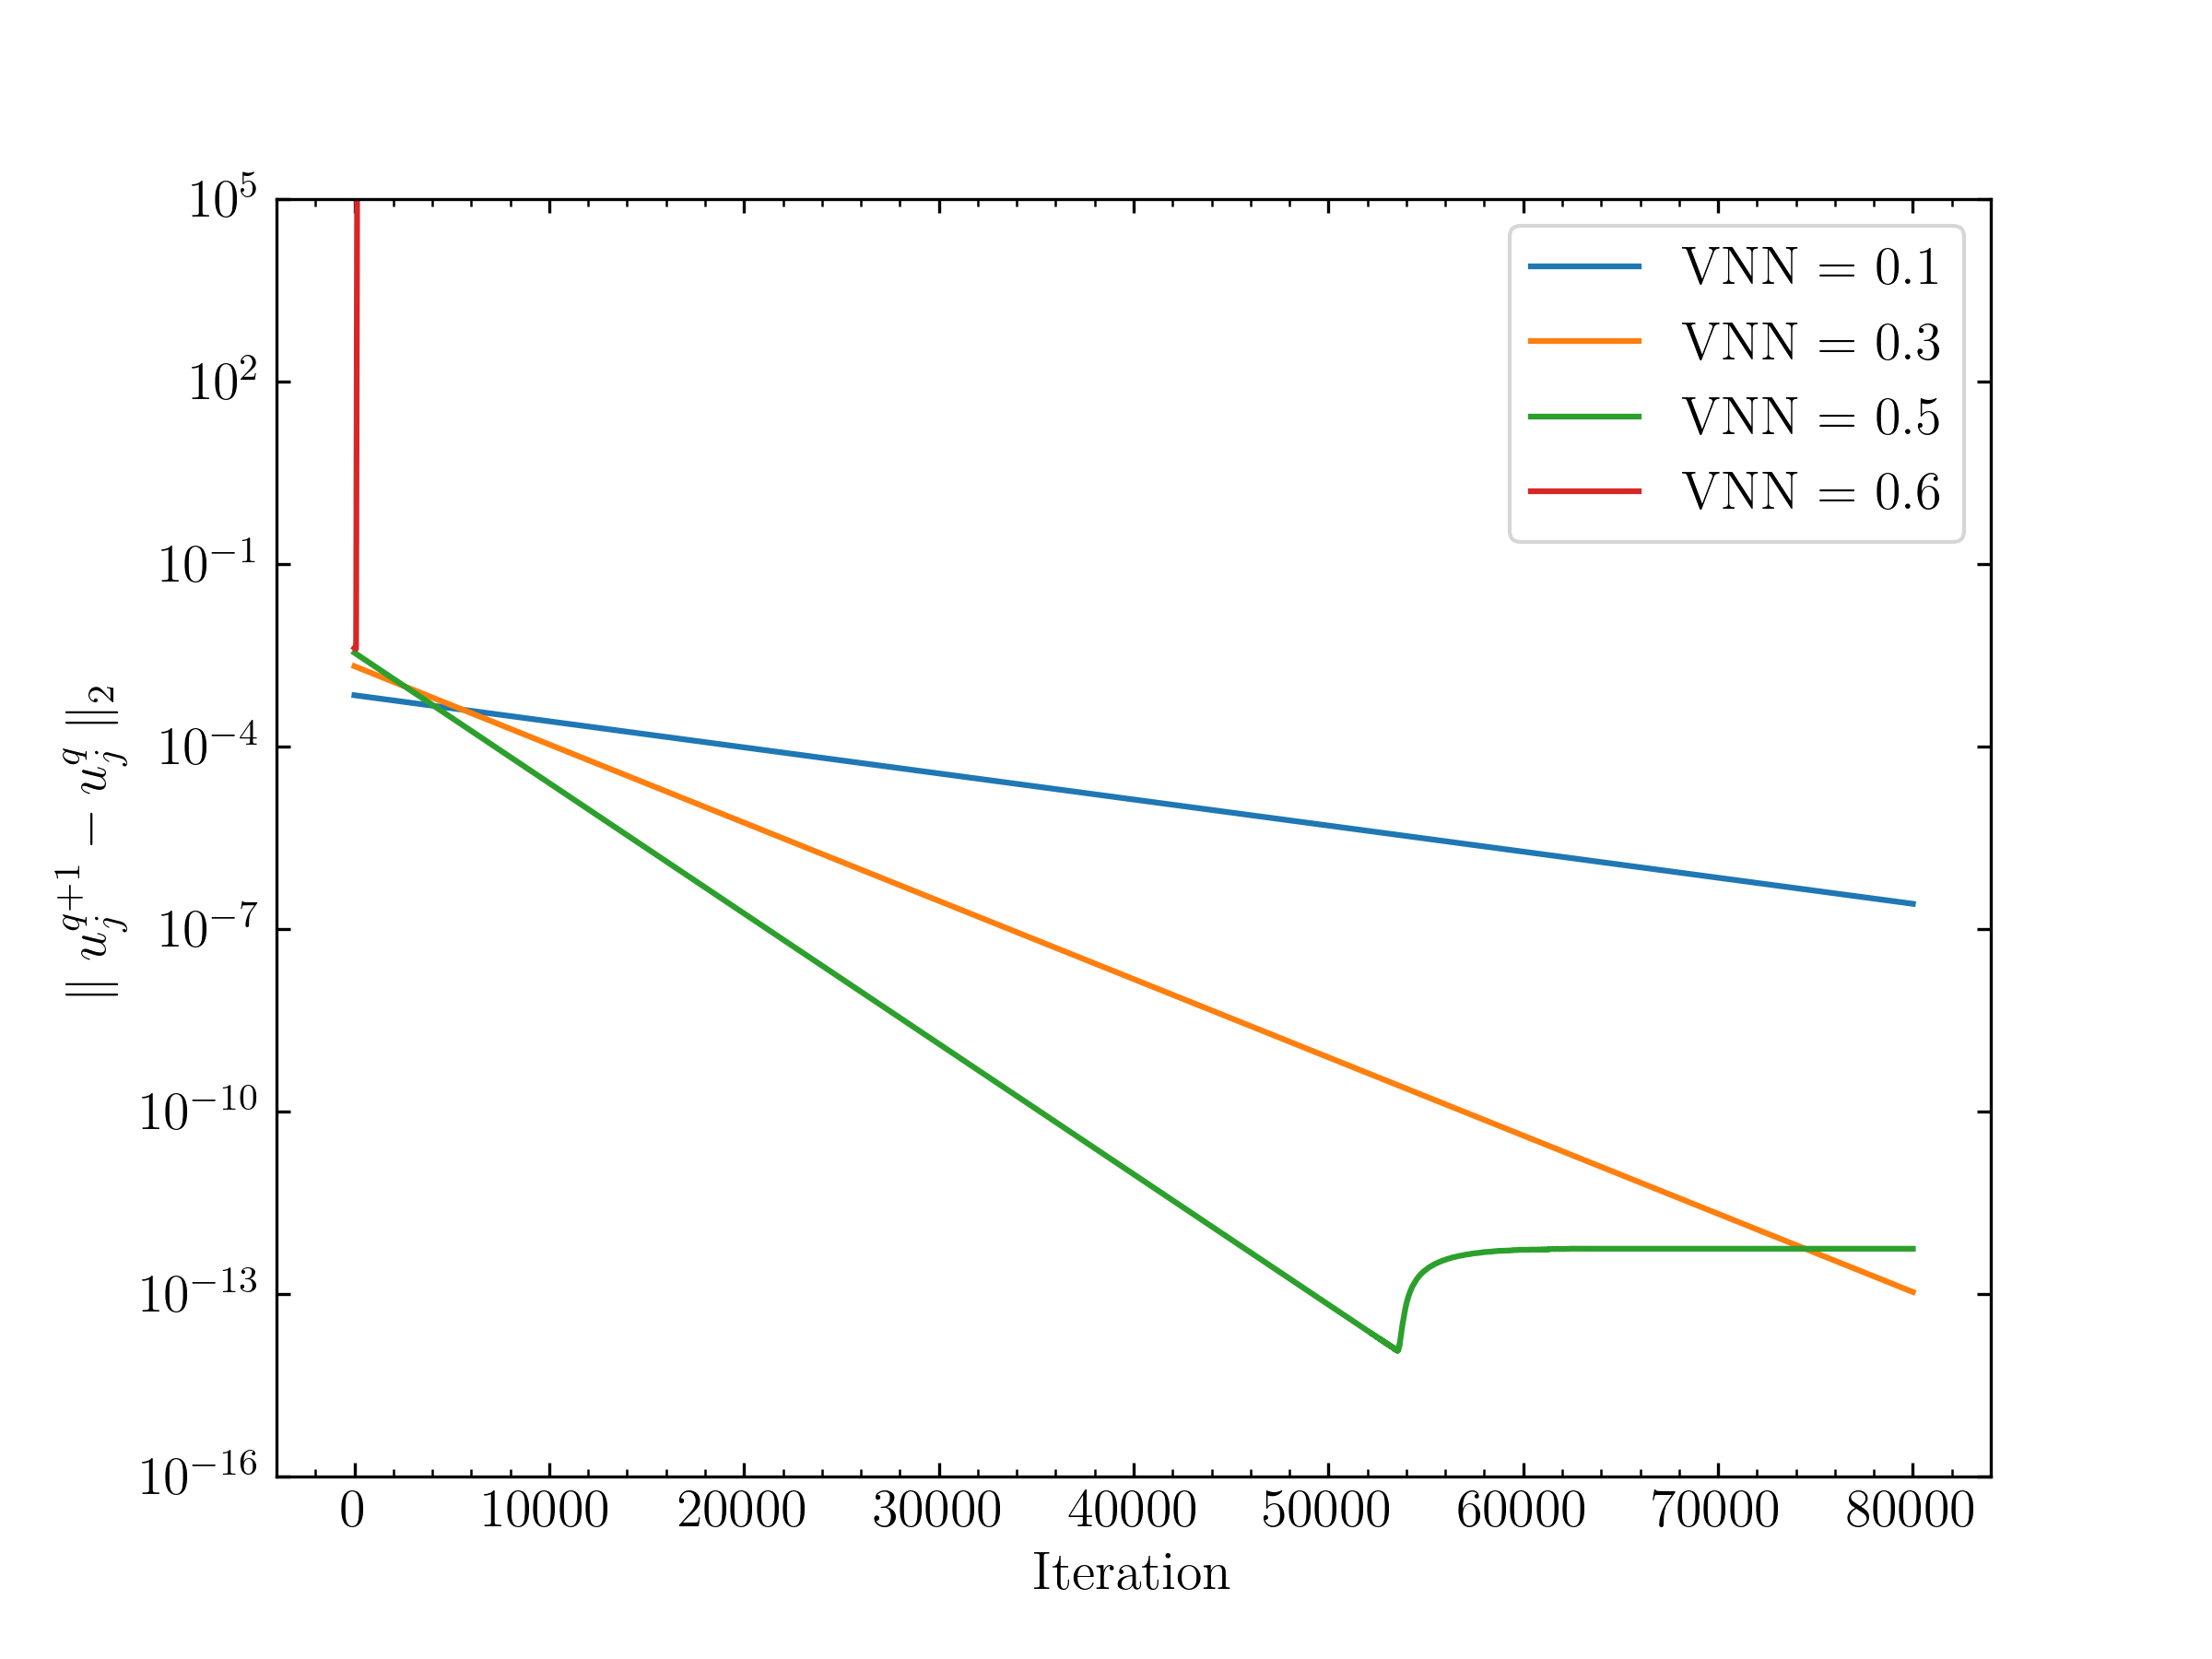 10^5
10^2
10^{-1}
10^{-4}
10^{-7}
10^{-10}
10^{-13}
10^{-16}
|| u_j^{q+1} − u_j^q ||_2
VNN = 0.1
VNN = 0.3
VNN = 0.5
VNN = 0.6
0 10000 20000 30000 40000 50000 60000 70000 80000
Iteration